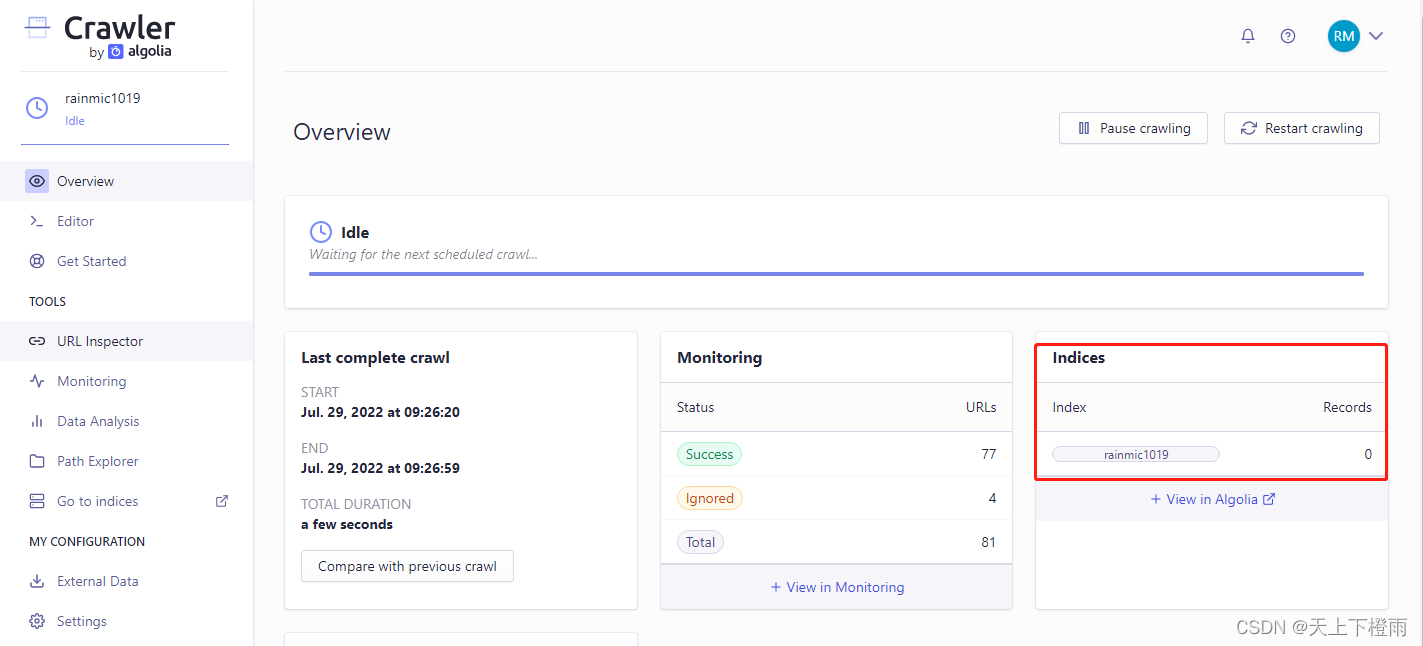 Crawler
by algolia
RM
rainmic1019
Idle
Overview
Pause crawling
Restart crawling
Overview
Editor
Get Started
TOOLS
URL Inspector
Monitoring
Data Analysis
Path Explorer
Go to indices
MY CONFIGURATION
External Data
Settings
Idle
Waiting for the next scheduled crawl...
Last complete crawl
START
Jul. 29, 2022 at 09:26:20
END
Jul. 29, 2022 at 09:26:59
TOTAL DURATION
a few seconds
Compare with previous crawl
Monitoring
Status URLs
Success 77
Ignored 4
Total 81
+ View in Monitoring
Indices
Index Records
rainmic1019 0
+ View in Algolia
CSDN @天上下橙雨